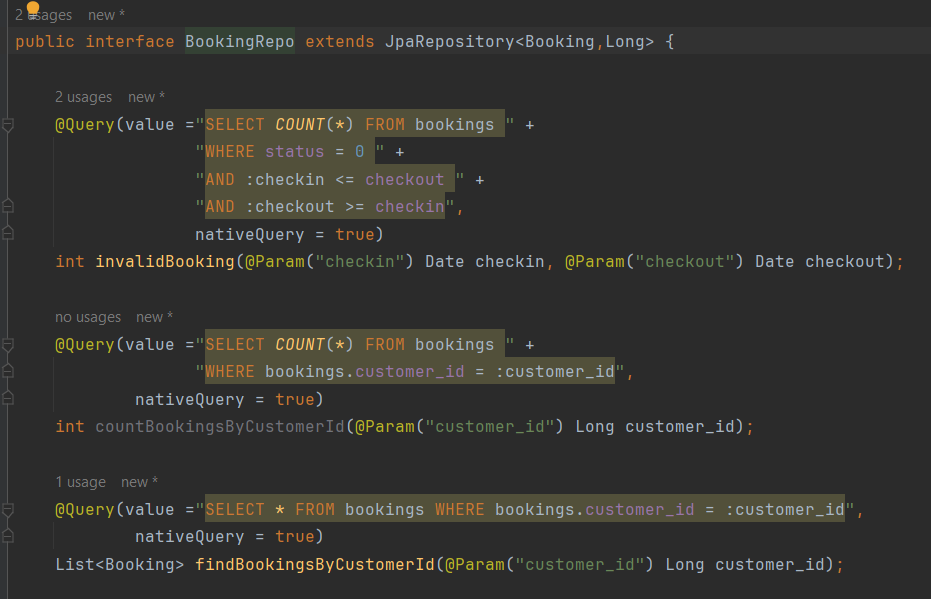 2 usages new *
public interface BookingRepo extends JpaRepository<Booking,Long> {
2 usages new *
@Query(value ="SELECT COUNT(*) FROM bookings " +
"WHERE status = 0 " +
"AND :checkin <= checkout " +
"AND :checkout >= checkin",
nativeQuery = true)
int invalidBooking(@Param("checkin") Date checkin, @Param("checkout") Date checkout);
no usages new *
@Query(value ="SELECT COUNT(*) FROM bookings " +
"WHERE bookings.customer_id = :customer_id",
nativeQuery = true)
int countBookingsByCustomerId(@Param("customer_id") Long customer_id);
1 usage new *
@Query(value ="SELECT * FROM bookings WHERE bookings.customer_id = :customer_id",
nativeQuery = true)
List<Booking> findBookingsByCustomerId(@Param("customer_id") Long customer_id);